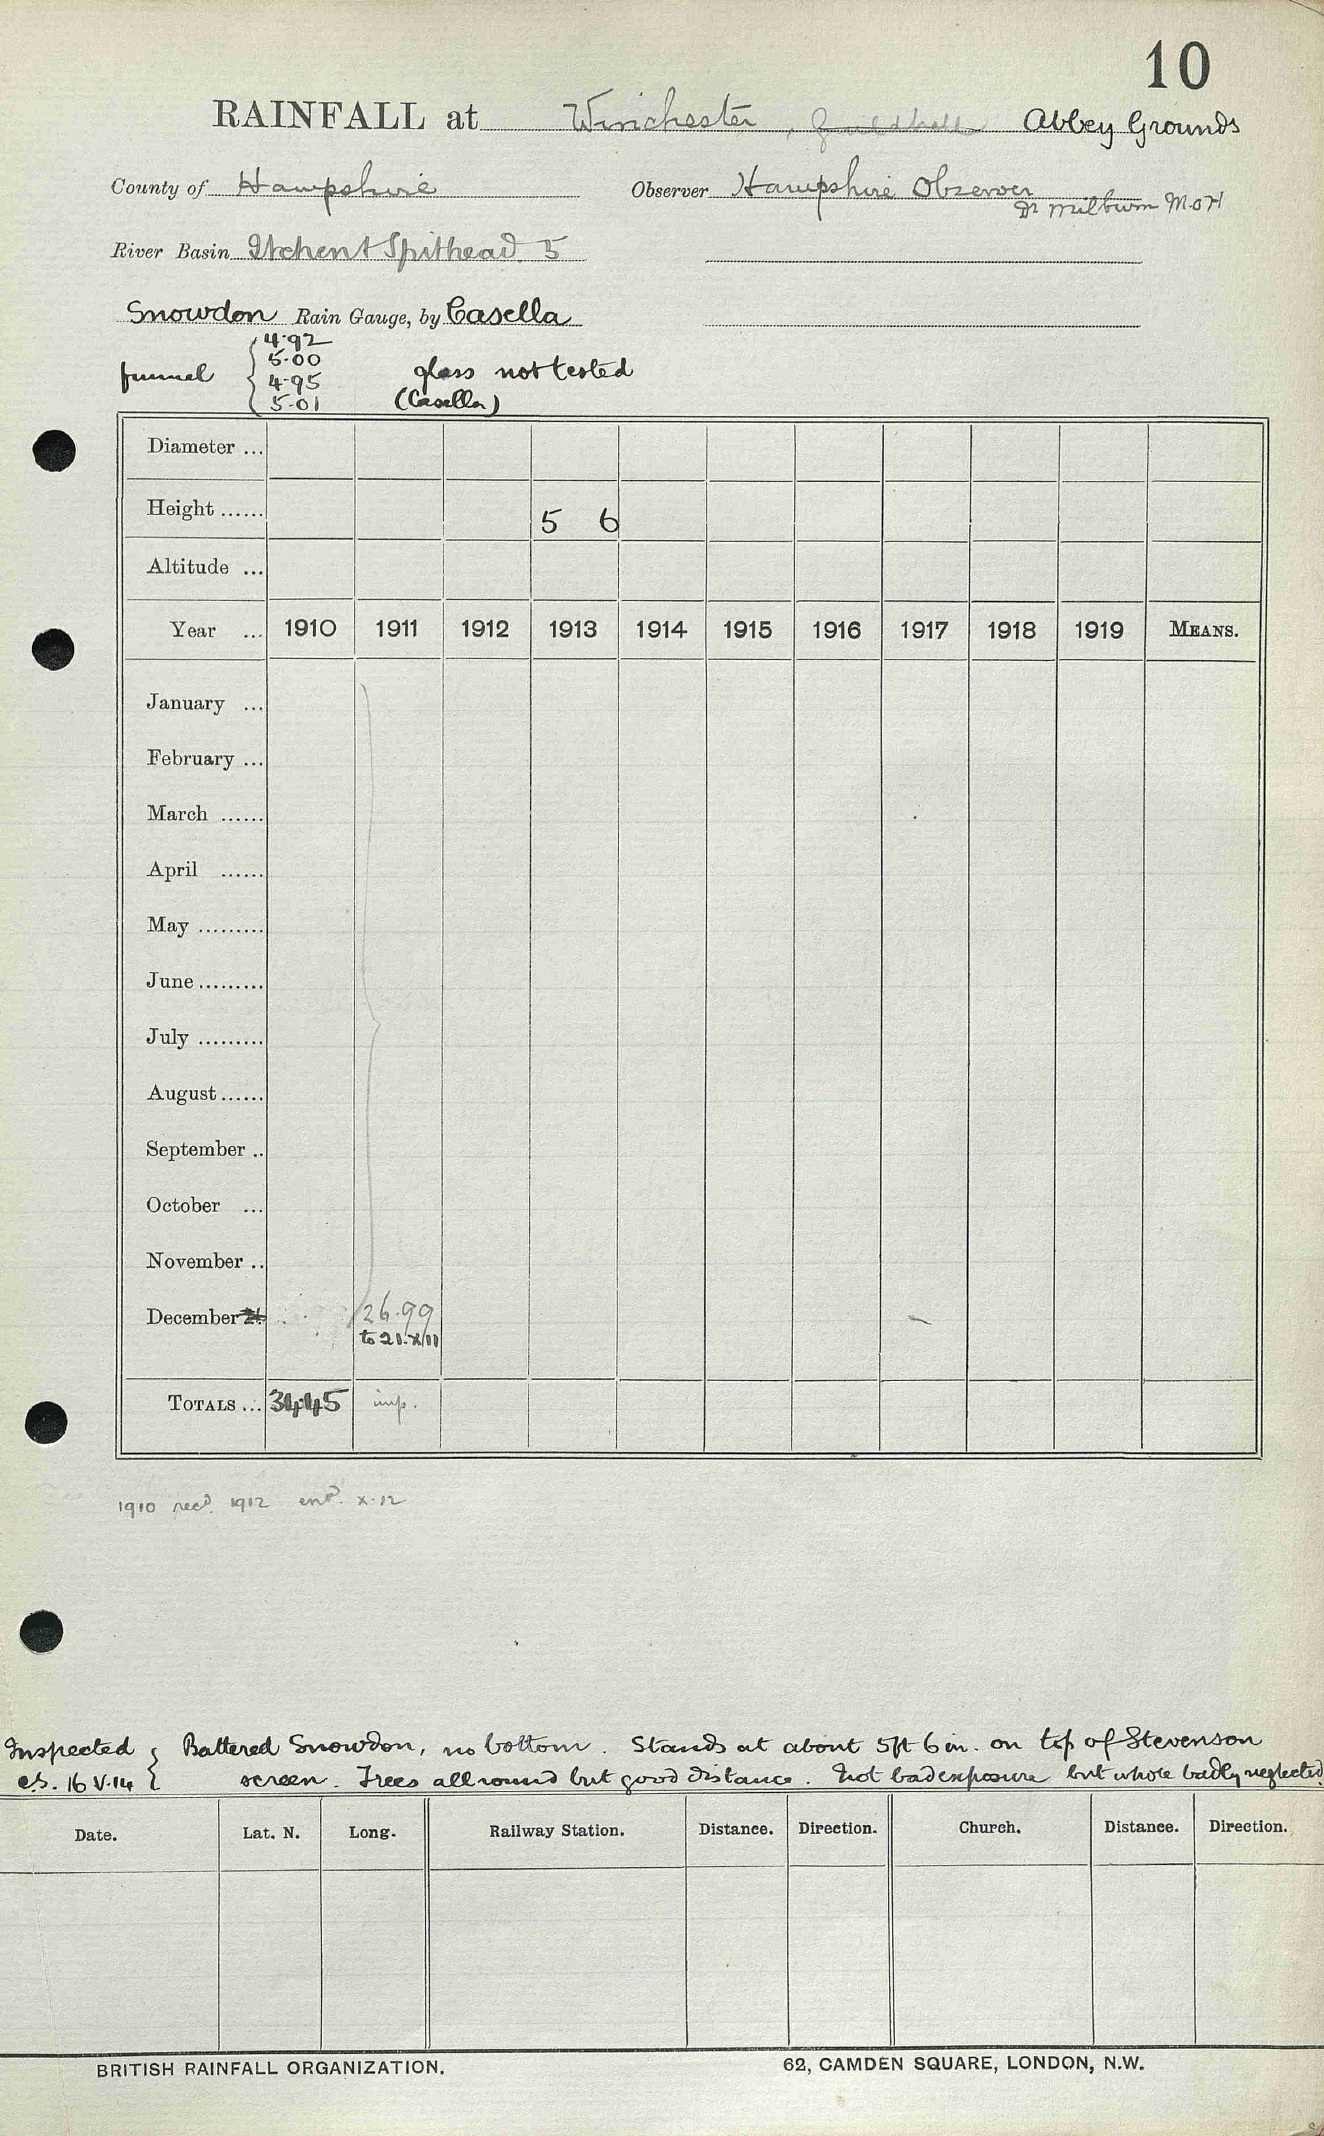 10
RAINFALL at Winchester, Guildhall Abbey Grounds
County of Hampshire Observer Hampshire Observer
Dr Milburn M.O.H
River Basin Itchen & Spithead. 5
Snowdon Rain Gauge, by Casella
funnel { 4.92
5.00
4.95
5.01
glass not tested
(Casella)
Diameter ...
Height ...... 5 6
Altitude ...
Year ... 1910 1911 1912 1913 1914 1915 1916 1917 1918 1919 MEANS.
January ...
February ...
March ......
April ......
May .........
June .........
July .........
August ......
September ..
October ...
November ..
December 26.99
to 21.X11
TOTALS ... 34.45 imp.
1910 recd. 1912 entd. X.12
Inspected { Battered Snowdon, no bottom. Stands at about 5ft 6in. on top of Stevenson
C.S. 16 V.14 screen. Trees all round but good distance. Not bad exposure but whole badly neglected
Date. Lat. N. Long. Railway Station. Distance. Direction. Church. Distance. Direction.
BRITISH RAINFALL ORGANIZATION. 62, CAMDEN SQUARE, LONDON, N.W.